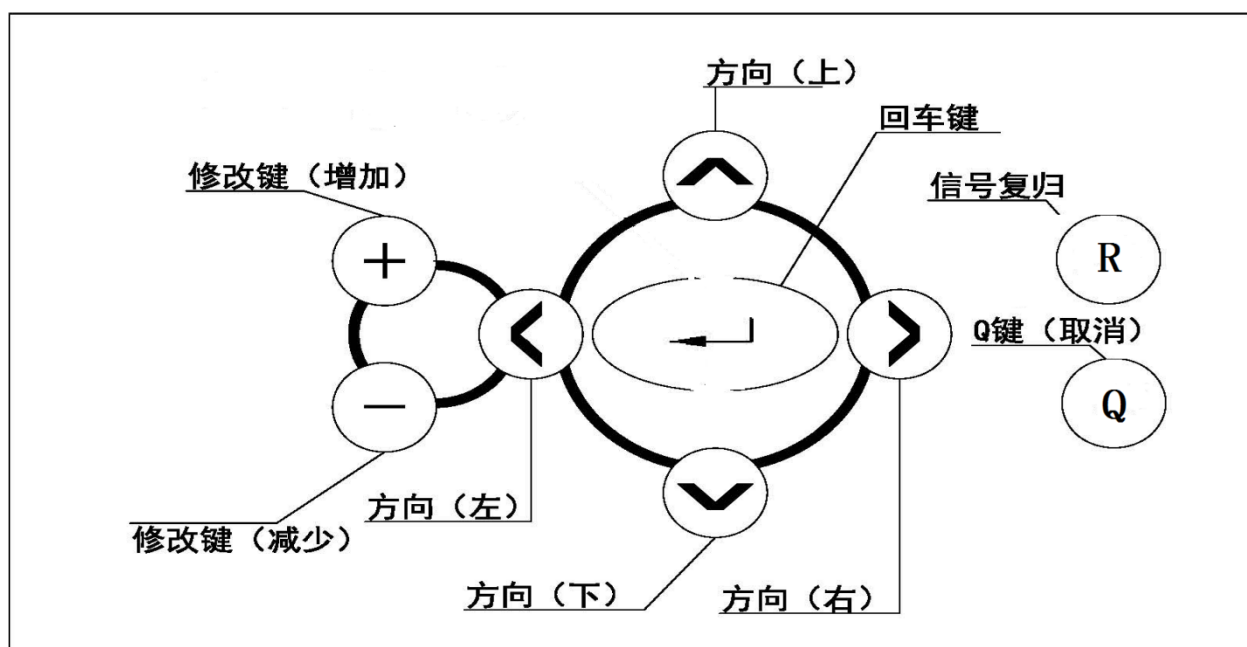 方向（上）
回车键
修改键（增加）
信号复归
+
R
Q键（取消）
−
Q
方向（左）
修改键（减少）
方向（下）
方向（右）